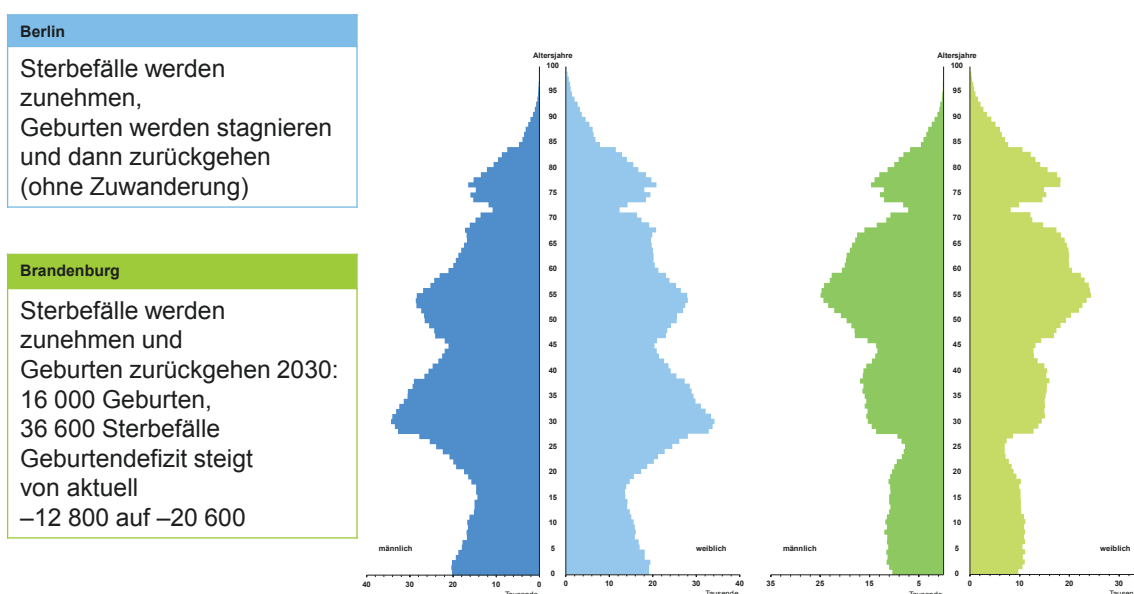 Berlin
Sterbefälle werden
zunehmen,
Geburten werden stagnieren
und dann zurückgehen
(ohne Zuwanderung)
Brandenburg
Sterbefälle werden
zunehmen und
Geburten zurückgehen 2030:
16 000 Geburten,
36 600 Sterbefälle
Geburtendefizit steigt
von aktuell
–12 800 auf –20 600
Altersjahre
100
95
90
85
80
75
70
65
60
55
50
45
40
35
30
25
20
15
10
5
0
männlich
weiblich
40 30 20 10 0
0 10 20 30 40
Tausende
Tausende
Altersjahre
100
95
90
85
80
75
70
65
60
55
50
45
40
35
30
25
20
15
10
5
0
männlich
weiblich
35 25 15 5
0 10 20 30
Tausende